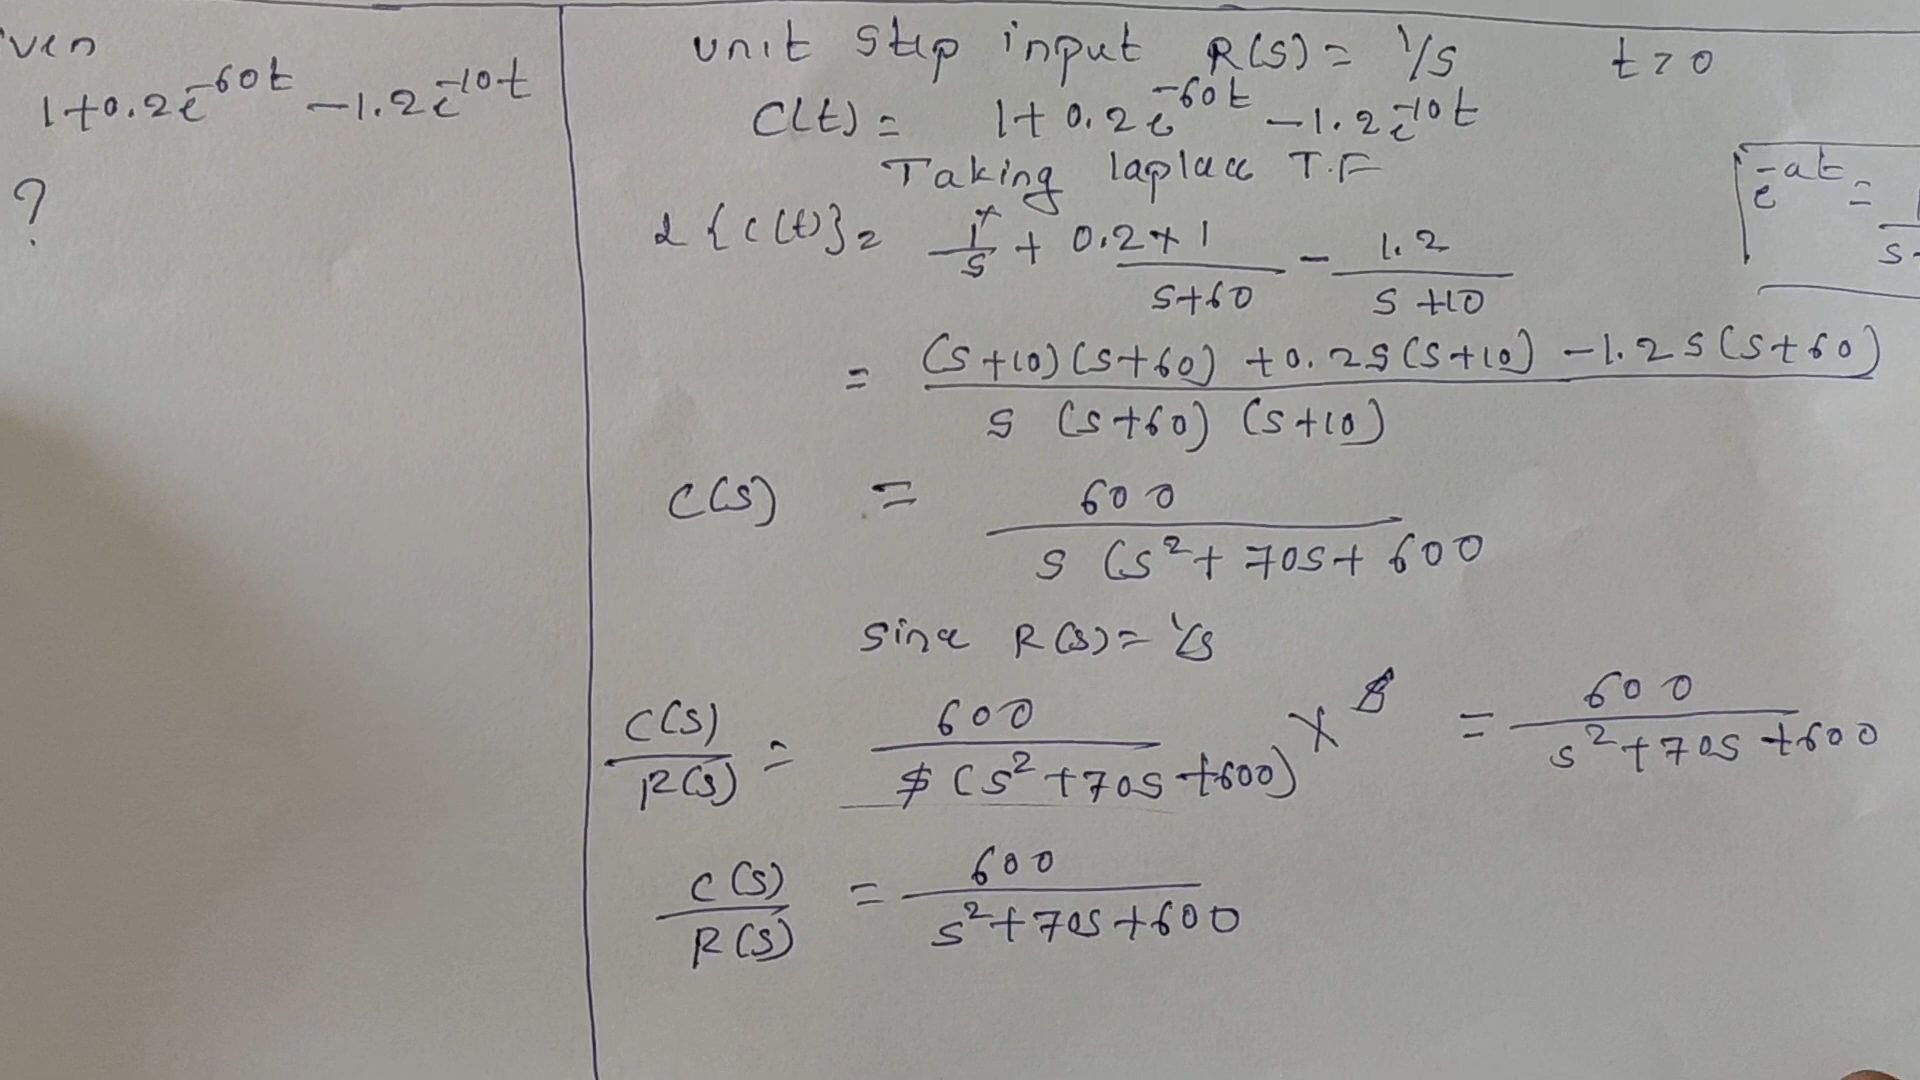 ven
1+0.2e^-60t -1.2e^-10t
?
unit step input R(S)= 1/S t≥0
C(t)= 1+0.2e^-60t -1.2e^-10t
Taking laplace T.F
L{c(t)}= 1/S + 0.2×1/S+60 - 1.2/S+10
e^-at =
= (S+10)(S+60) +0.2S(S+10) -1.2S(S+60) / S(S+60)(S+10)
C(S) = 600 / S(S²+70S+600
since R(S)= 1/S
C(S)/R(S) = 600 / S(S²+70S+600) × S = 600 / S²+70S+600
C(S)/R(S) = 600 / S²+70S+600